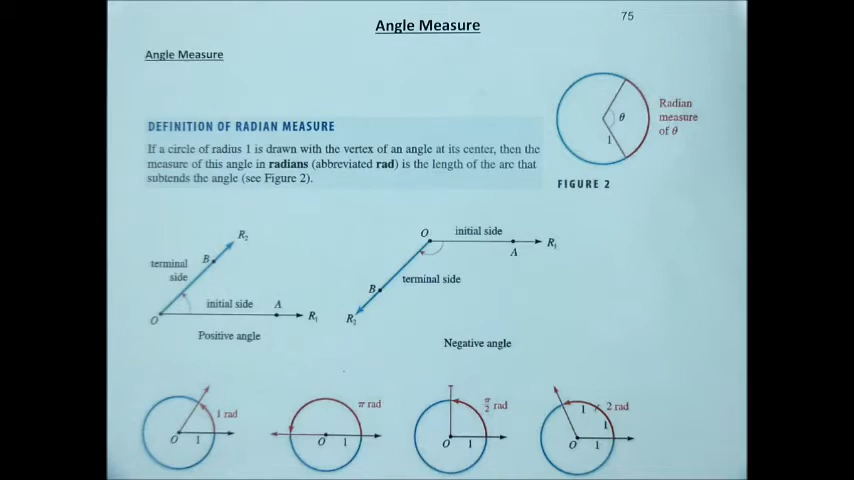 75
Angle Measure
Angle Measure
DEFINITION OF RADIAN MEASURE
If a circle of radius 1 is drawn with the vertex of an angle at its center, then the
measure of this angle in radians (abbreviated rad) is the length of the arc that
subtends the angle (see Figure 2).
θ
1
Radian
measure
of θ
FIGURE 2
R₂
B
terminal
side
initial side
A
O
R₁
Positive angle
O
initial side
R₁
A
terminal side
B
R₂
Negative angle
1 rad
O
1
π rad
O
1
π/2 rad
O
1
1
2 rad
1
O
1